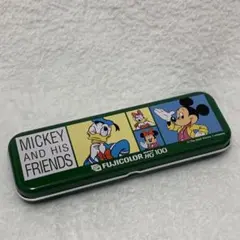 MICKEY
AND HIS
FRIENDS
FUJICOLOR HG 100